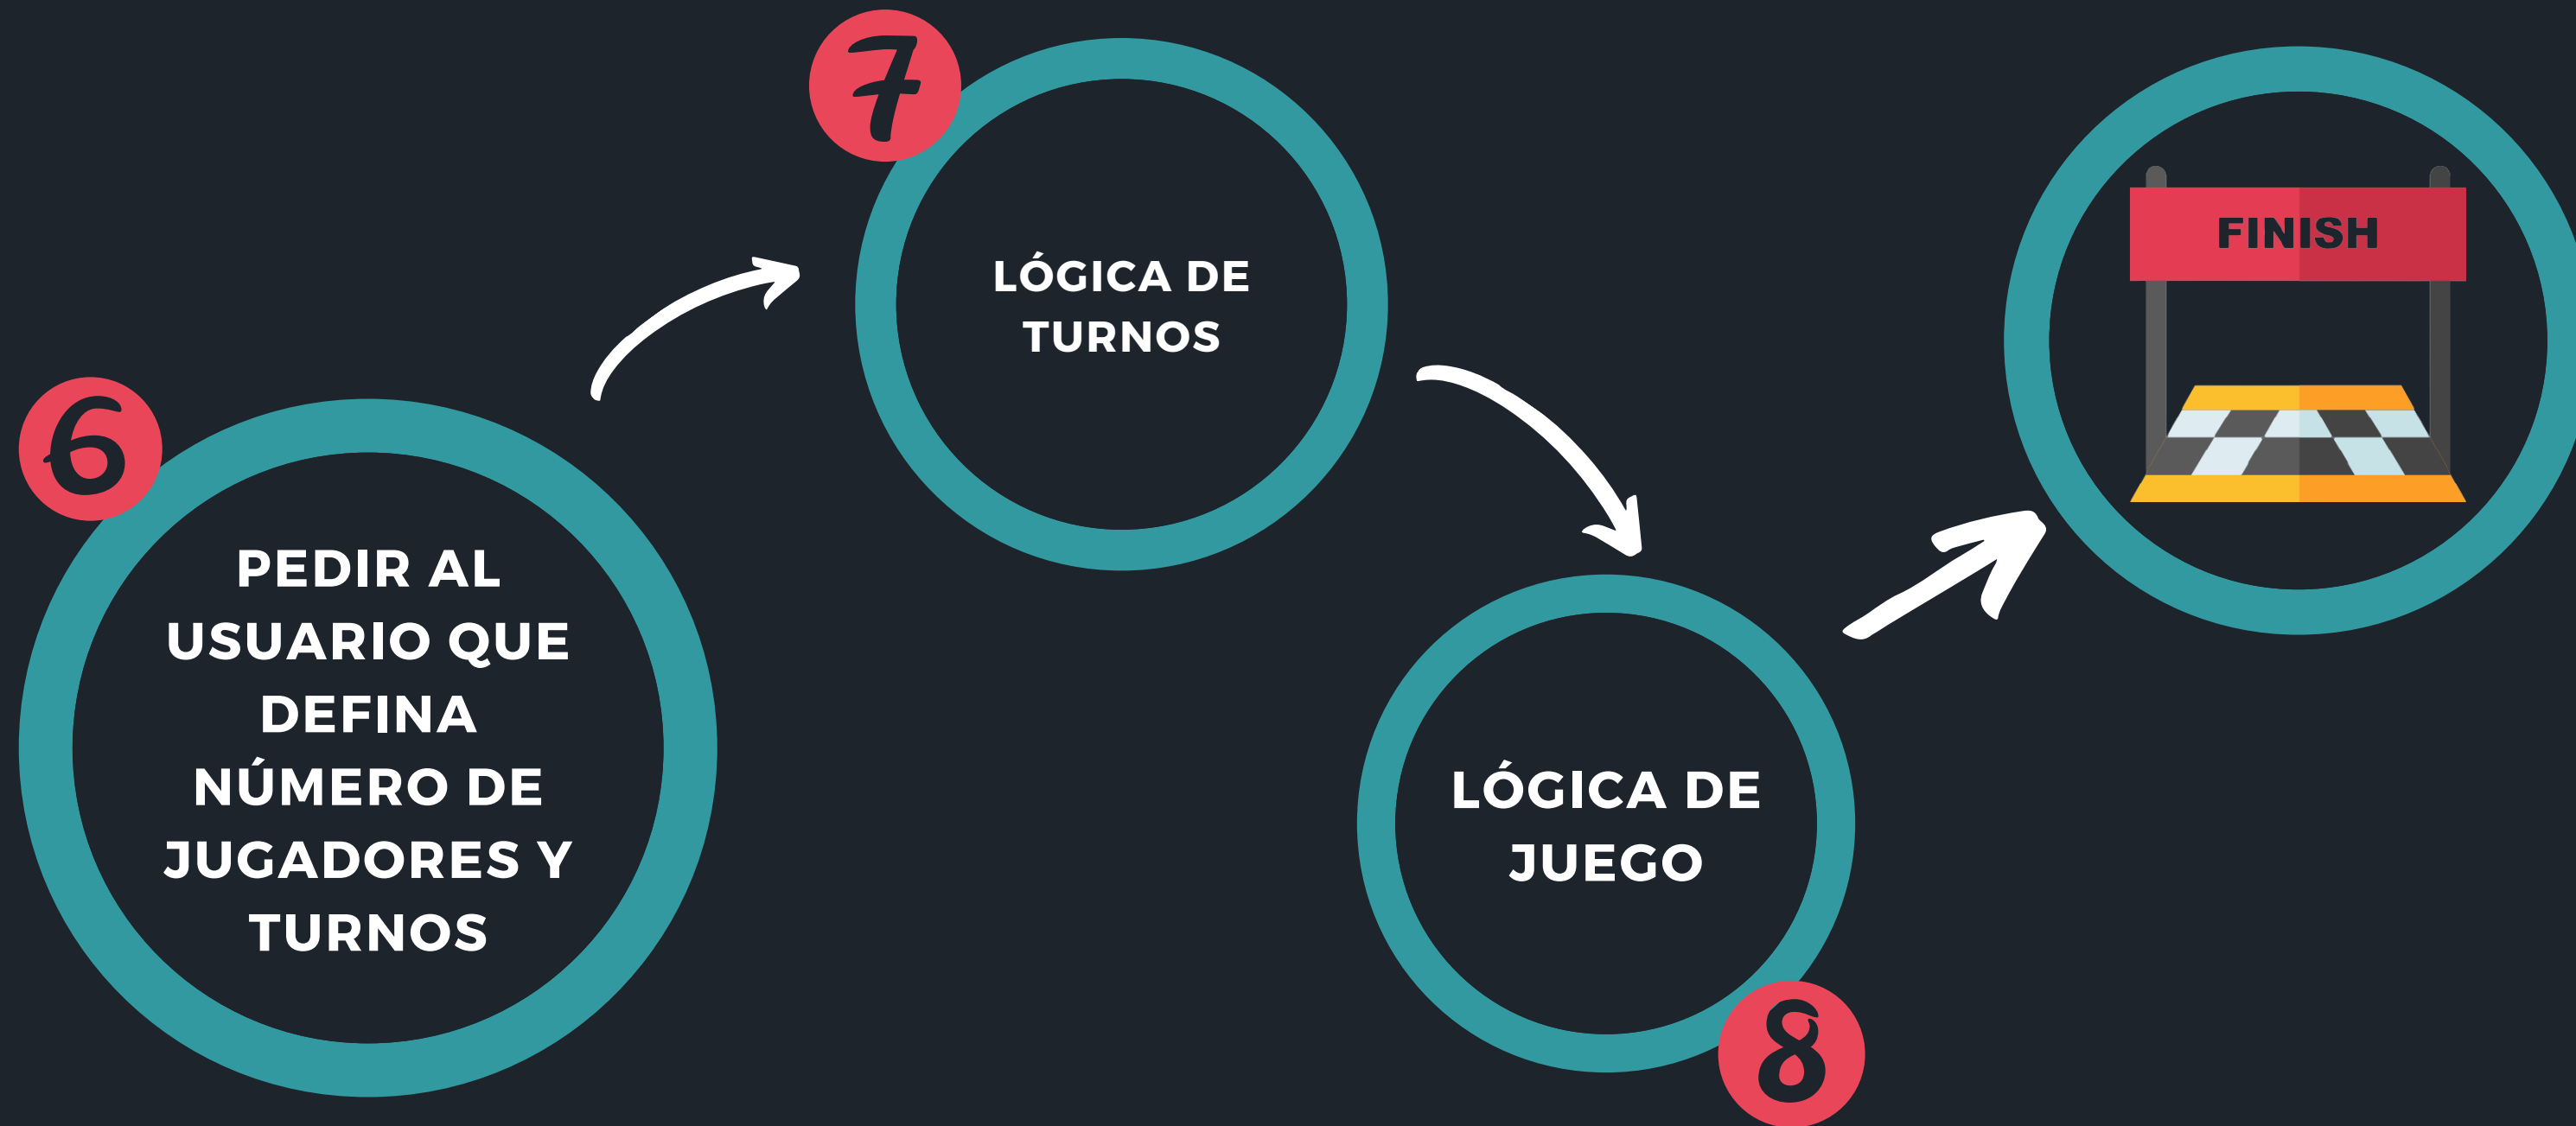 6
PEDIR AL
USUARIO QUE
DEFINA
NÚMERO DE
JUGADORES Y
TURNOS
7
LÓGICA DE
TURNOS
8
LÓGICA DE
JUEGO
FINISH